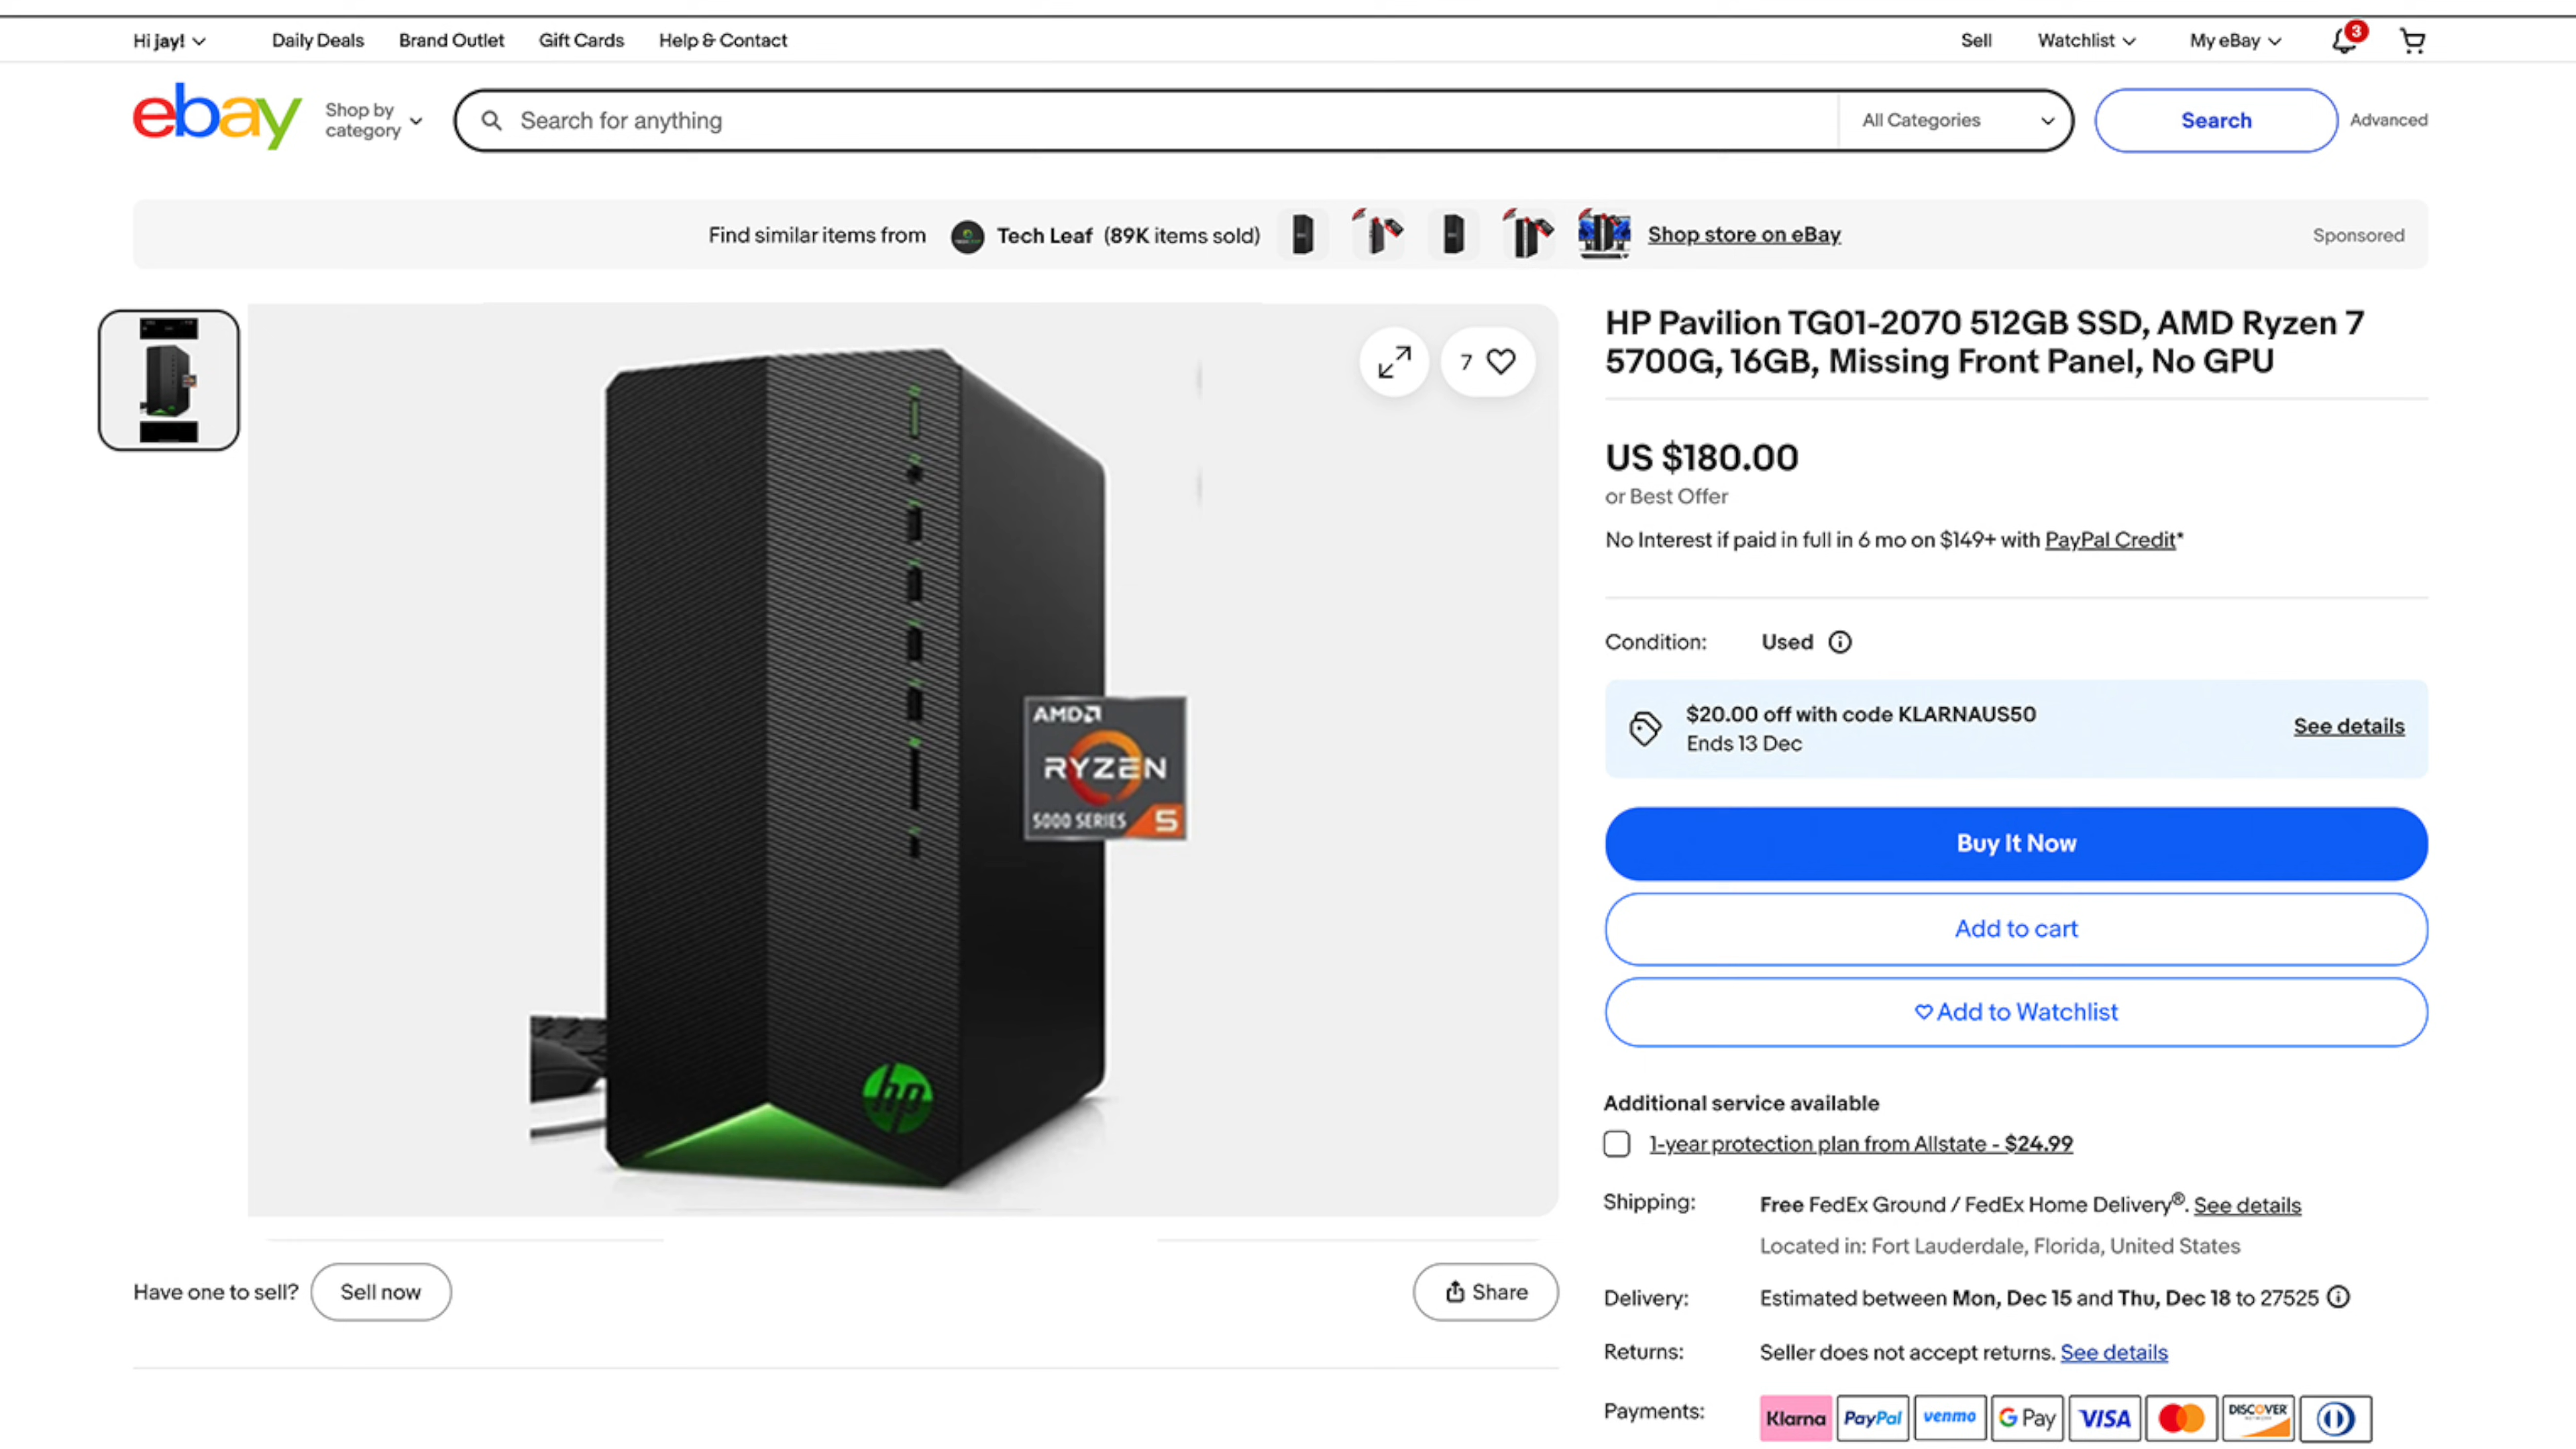 Hi jay!
Daily Deals
Brand Outlet
Gift Cards
Help & Contact
Sell
Watchlist
My eBay
3
ebay
Shop by
category
Search for anything
All Categories
Search
Advanced
Find similar items from
Tech Leaf (89K items sold)
Shop store on eBay
Sponsored
7
AMD
RYZEN
5000 SERIES 5
hp
HP Pavilion TG01-2070 512GB SSD, AMD Ryzen 7
5700G, 16GB, Missing Front Panel, No GPU
US $180.00
or Best Offer
No Interest if paid in full in 6 mo on $149+ with PayPal Credit*
Condition: Used
$20.00 off with code KLARNAUS50
Ends 13 Dec
See details
Buy It Now
Add to cart
Add to Watchlist
Additional service available
1-year protection plan from Allstate - $24.99
Shipping: Free FedEx Ground / FedEx Home Delivery®. See details
Located in: Fort Lauderdale, Florida, United States
Delivery: Estimated between Mon, Dec 15 and Thu, Dec 18 to 27525
Returns: Seller does not accept returns. See details
Payments: Klarna PayPal venmo G Pay VISA DISCOVER
Have one to sell?
Sell now
Share